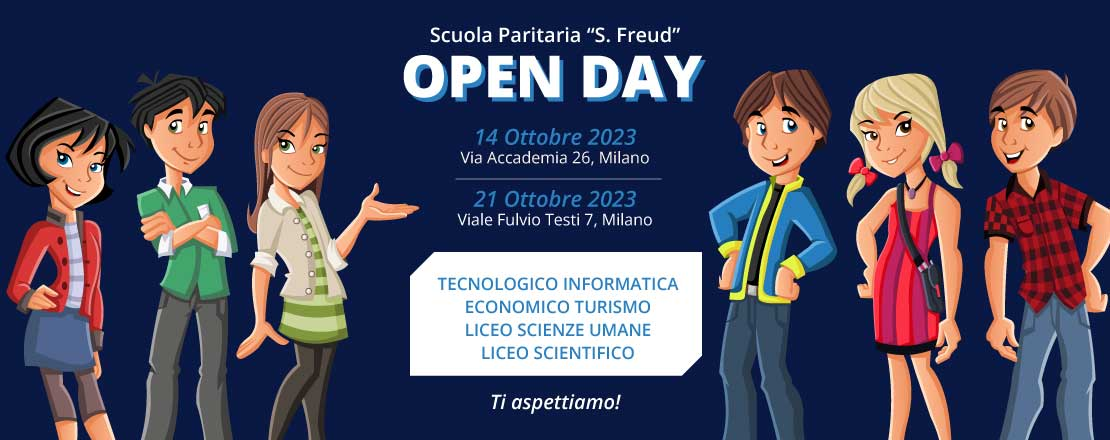 Scuola Paritaria “S. Freud”
OPEN DAY
14 Ottobre 2023
Via Accademia 26, Milano
21 Ottobre 2023
Viale Fulvio Testi 7, Milano
TECNOLOGICO INFORMATICA
ECONOMICO TURISMO
LICEO SCIENZE UMANE
LICEO SCIENTIFICO
Ti aspettiamo!